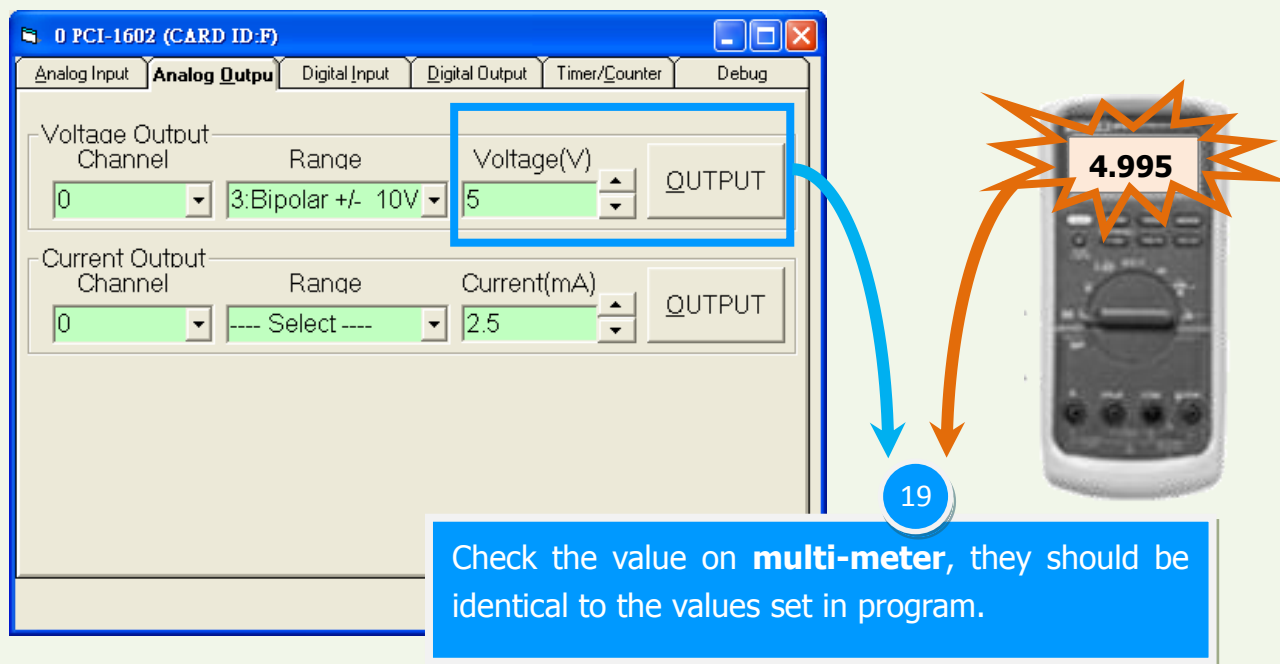 0 PCI-1602 (CARD ID:F)
Analog Input Analog Outpu Digital Input Digital Output Timer/Counter Debug
Voltage Output
Channel Range Voltage(V)
0 3:Bipolar +/- 10V 5 OUTPUT
Current Output
Channel Range Current(mA)
0 ---- Select ---- 2.5 OUTPUT
4.995
19
Check the value on multi-meter, they should be
identical to the values set in program.